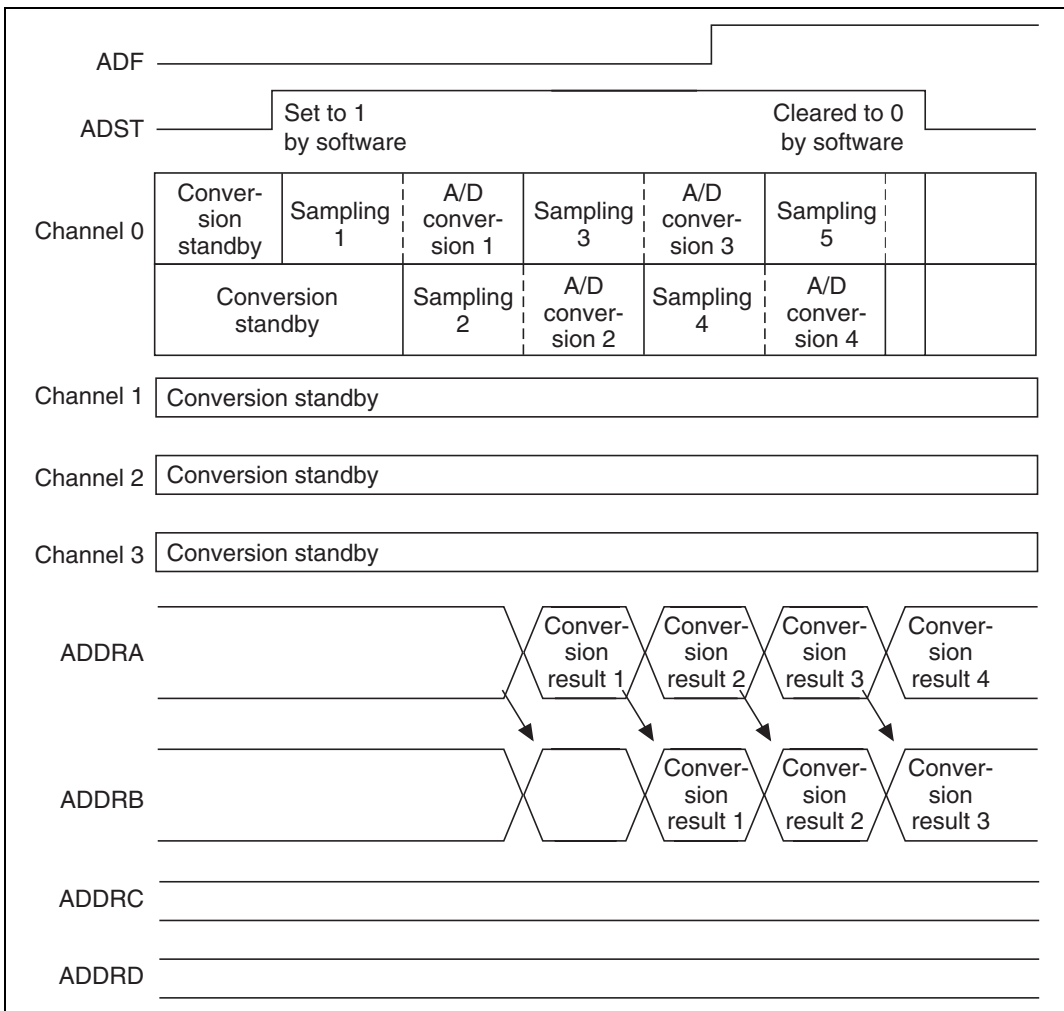 ADF
ADST
Set to 1
by software
Cleared to 0
by software
Channel 0
Conver-
sion
standby
Sampling
1
A/D
conver-
sion 1
Sampling
3
A/D
conver-
sion 3
Sampling
5
Conversion
standby
Sampling
2
A/D
conver-
sion 2
Sampling
4
A/D
conver-
sion 4
Channel 1
Conversion standby
Channel 2
Conversion standby
Channel 3
Conversion standby
ADDRA
Conver-
sion
result 1
Conver-
sion
result 2
Conver-
sion
result 3
Conver-
sion
result 4
ADDRB
Conver-
sion
result 1
Conver-
sion
result 2
Conver-
sion
result 3
ADDRC
ADDRD